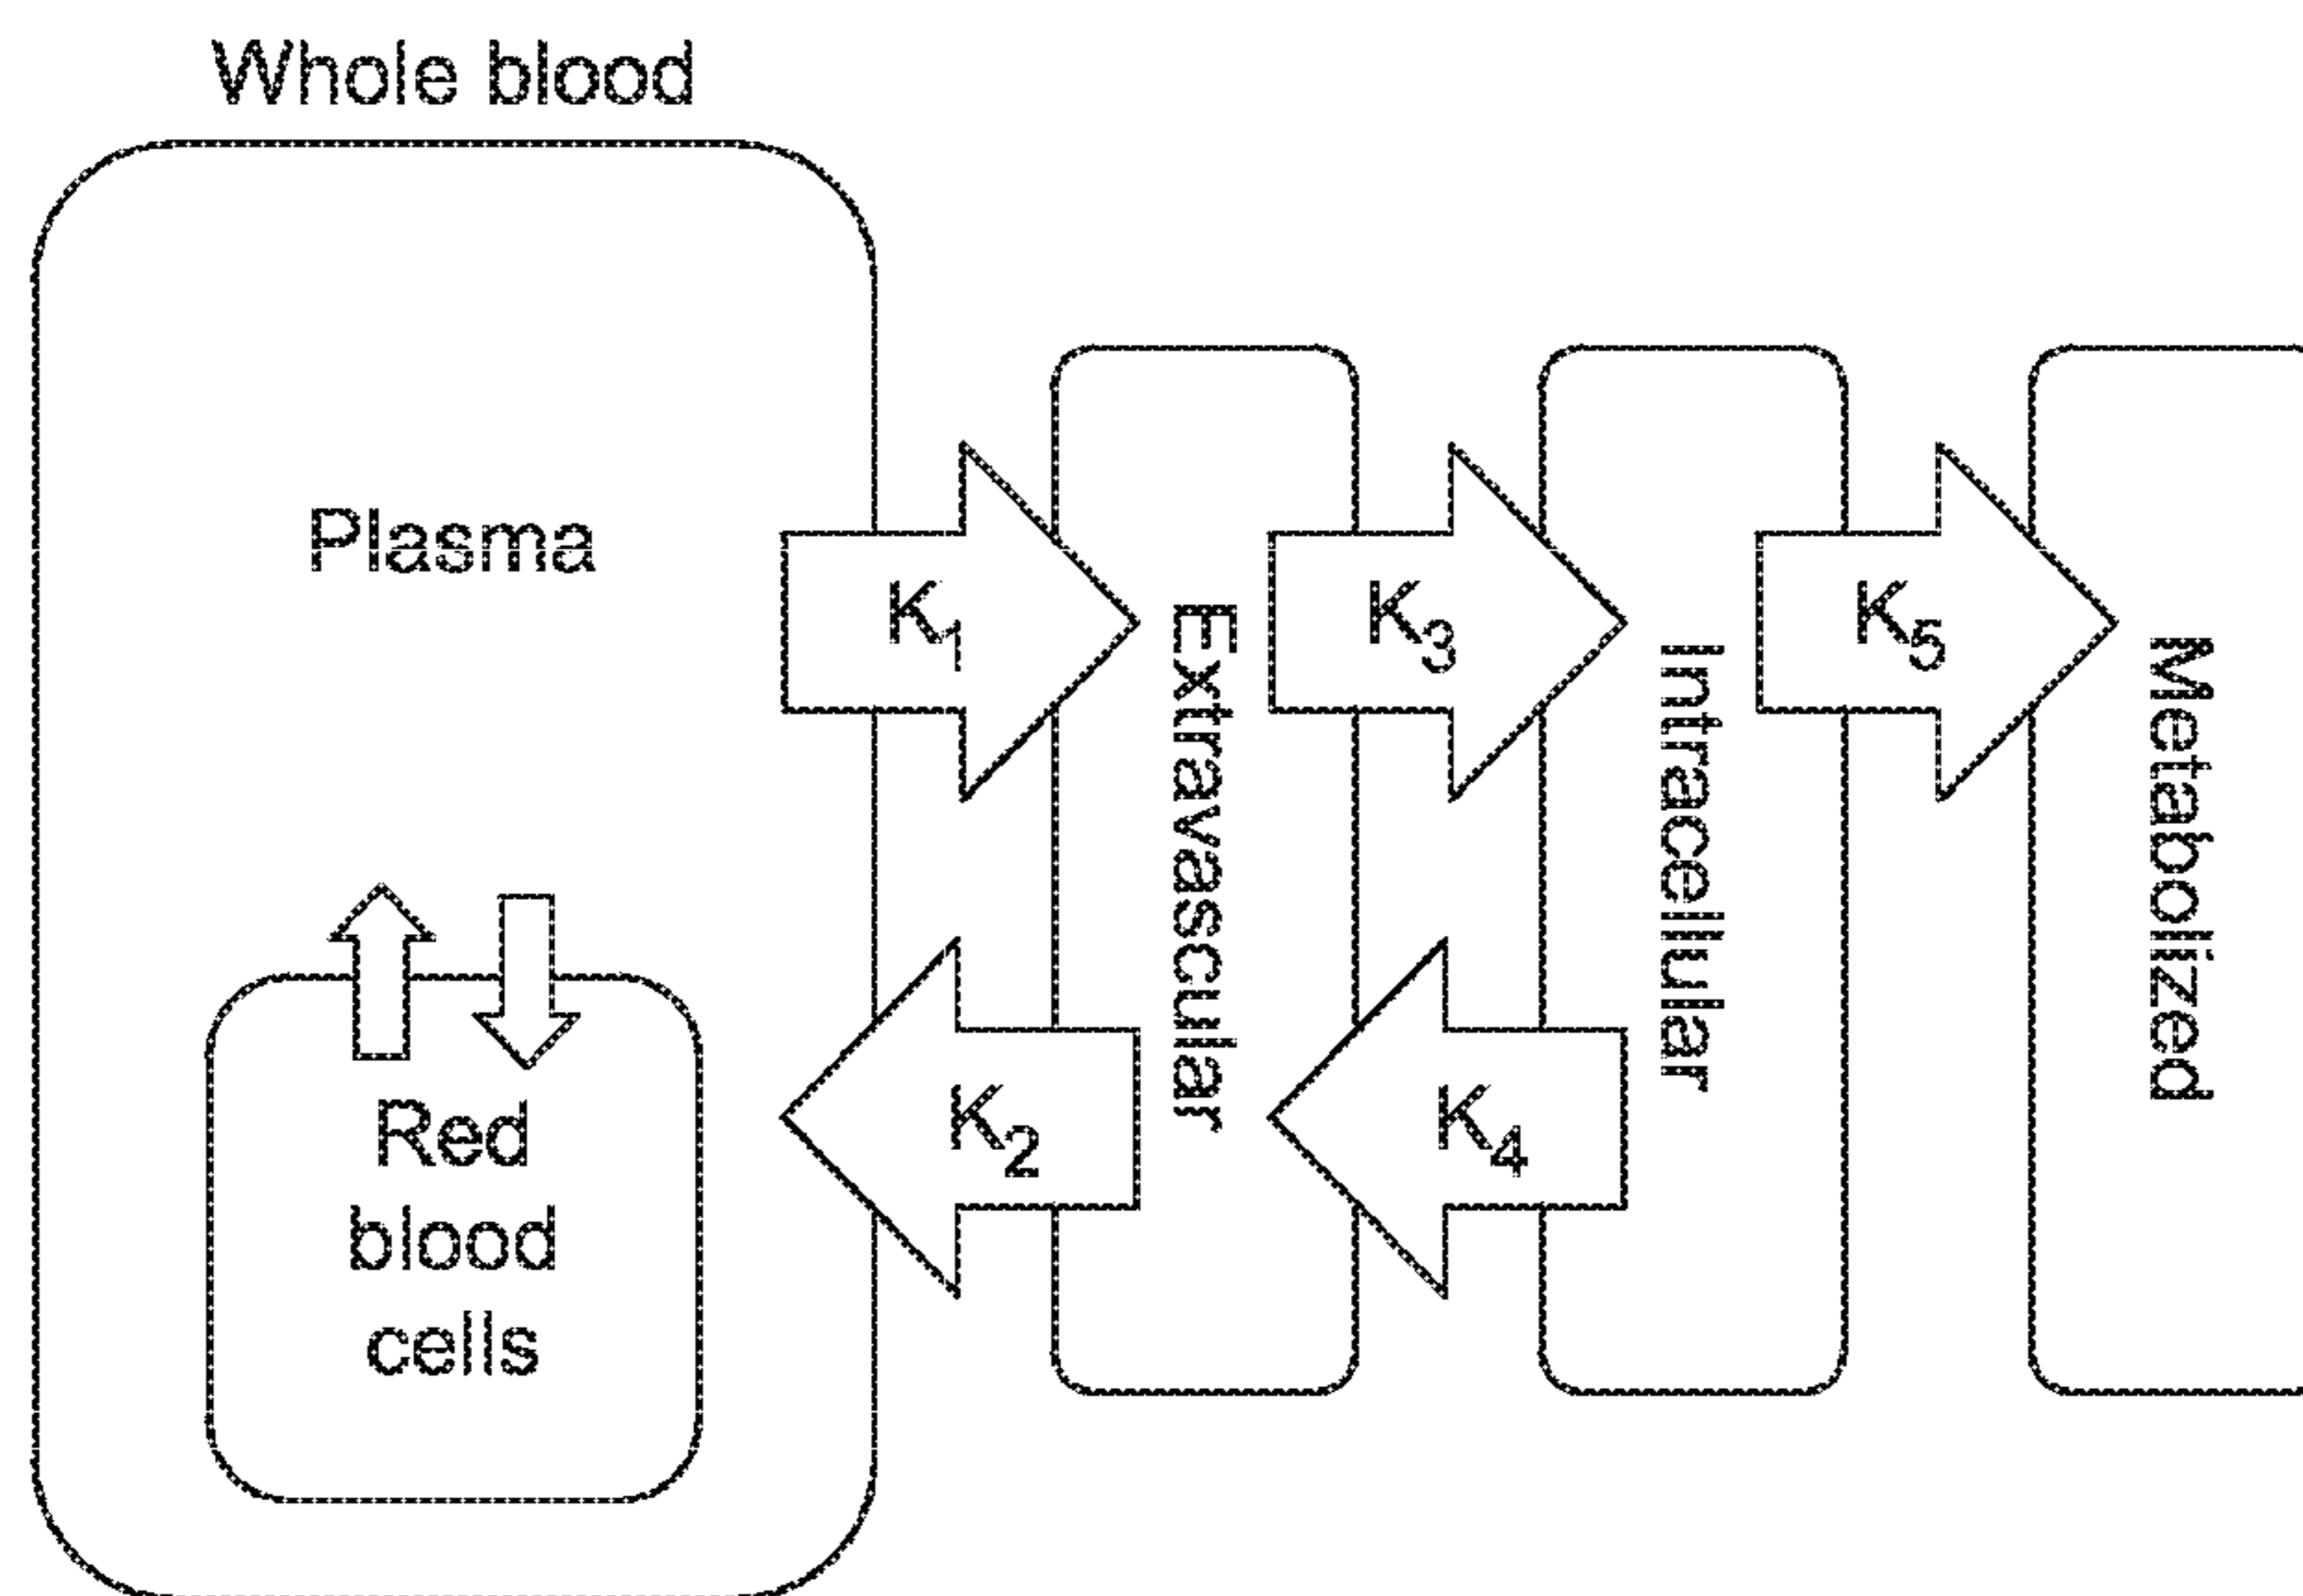 Whole blood
Plasma
K1
K3
K5
Extravascular
Intracellular
Metabolized
K2
K4
Red
blood
cells